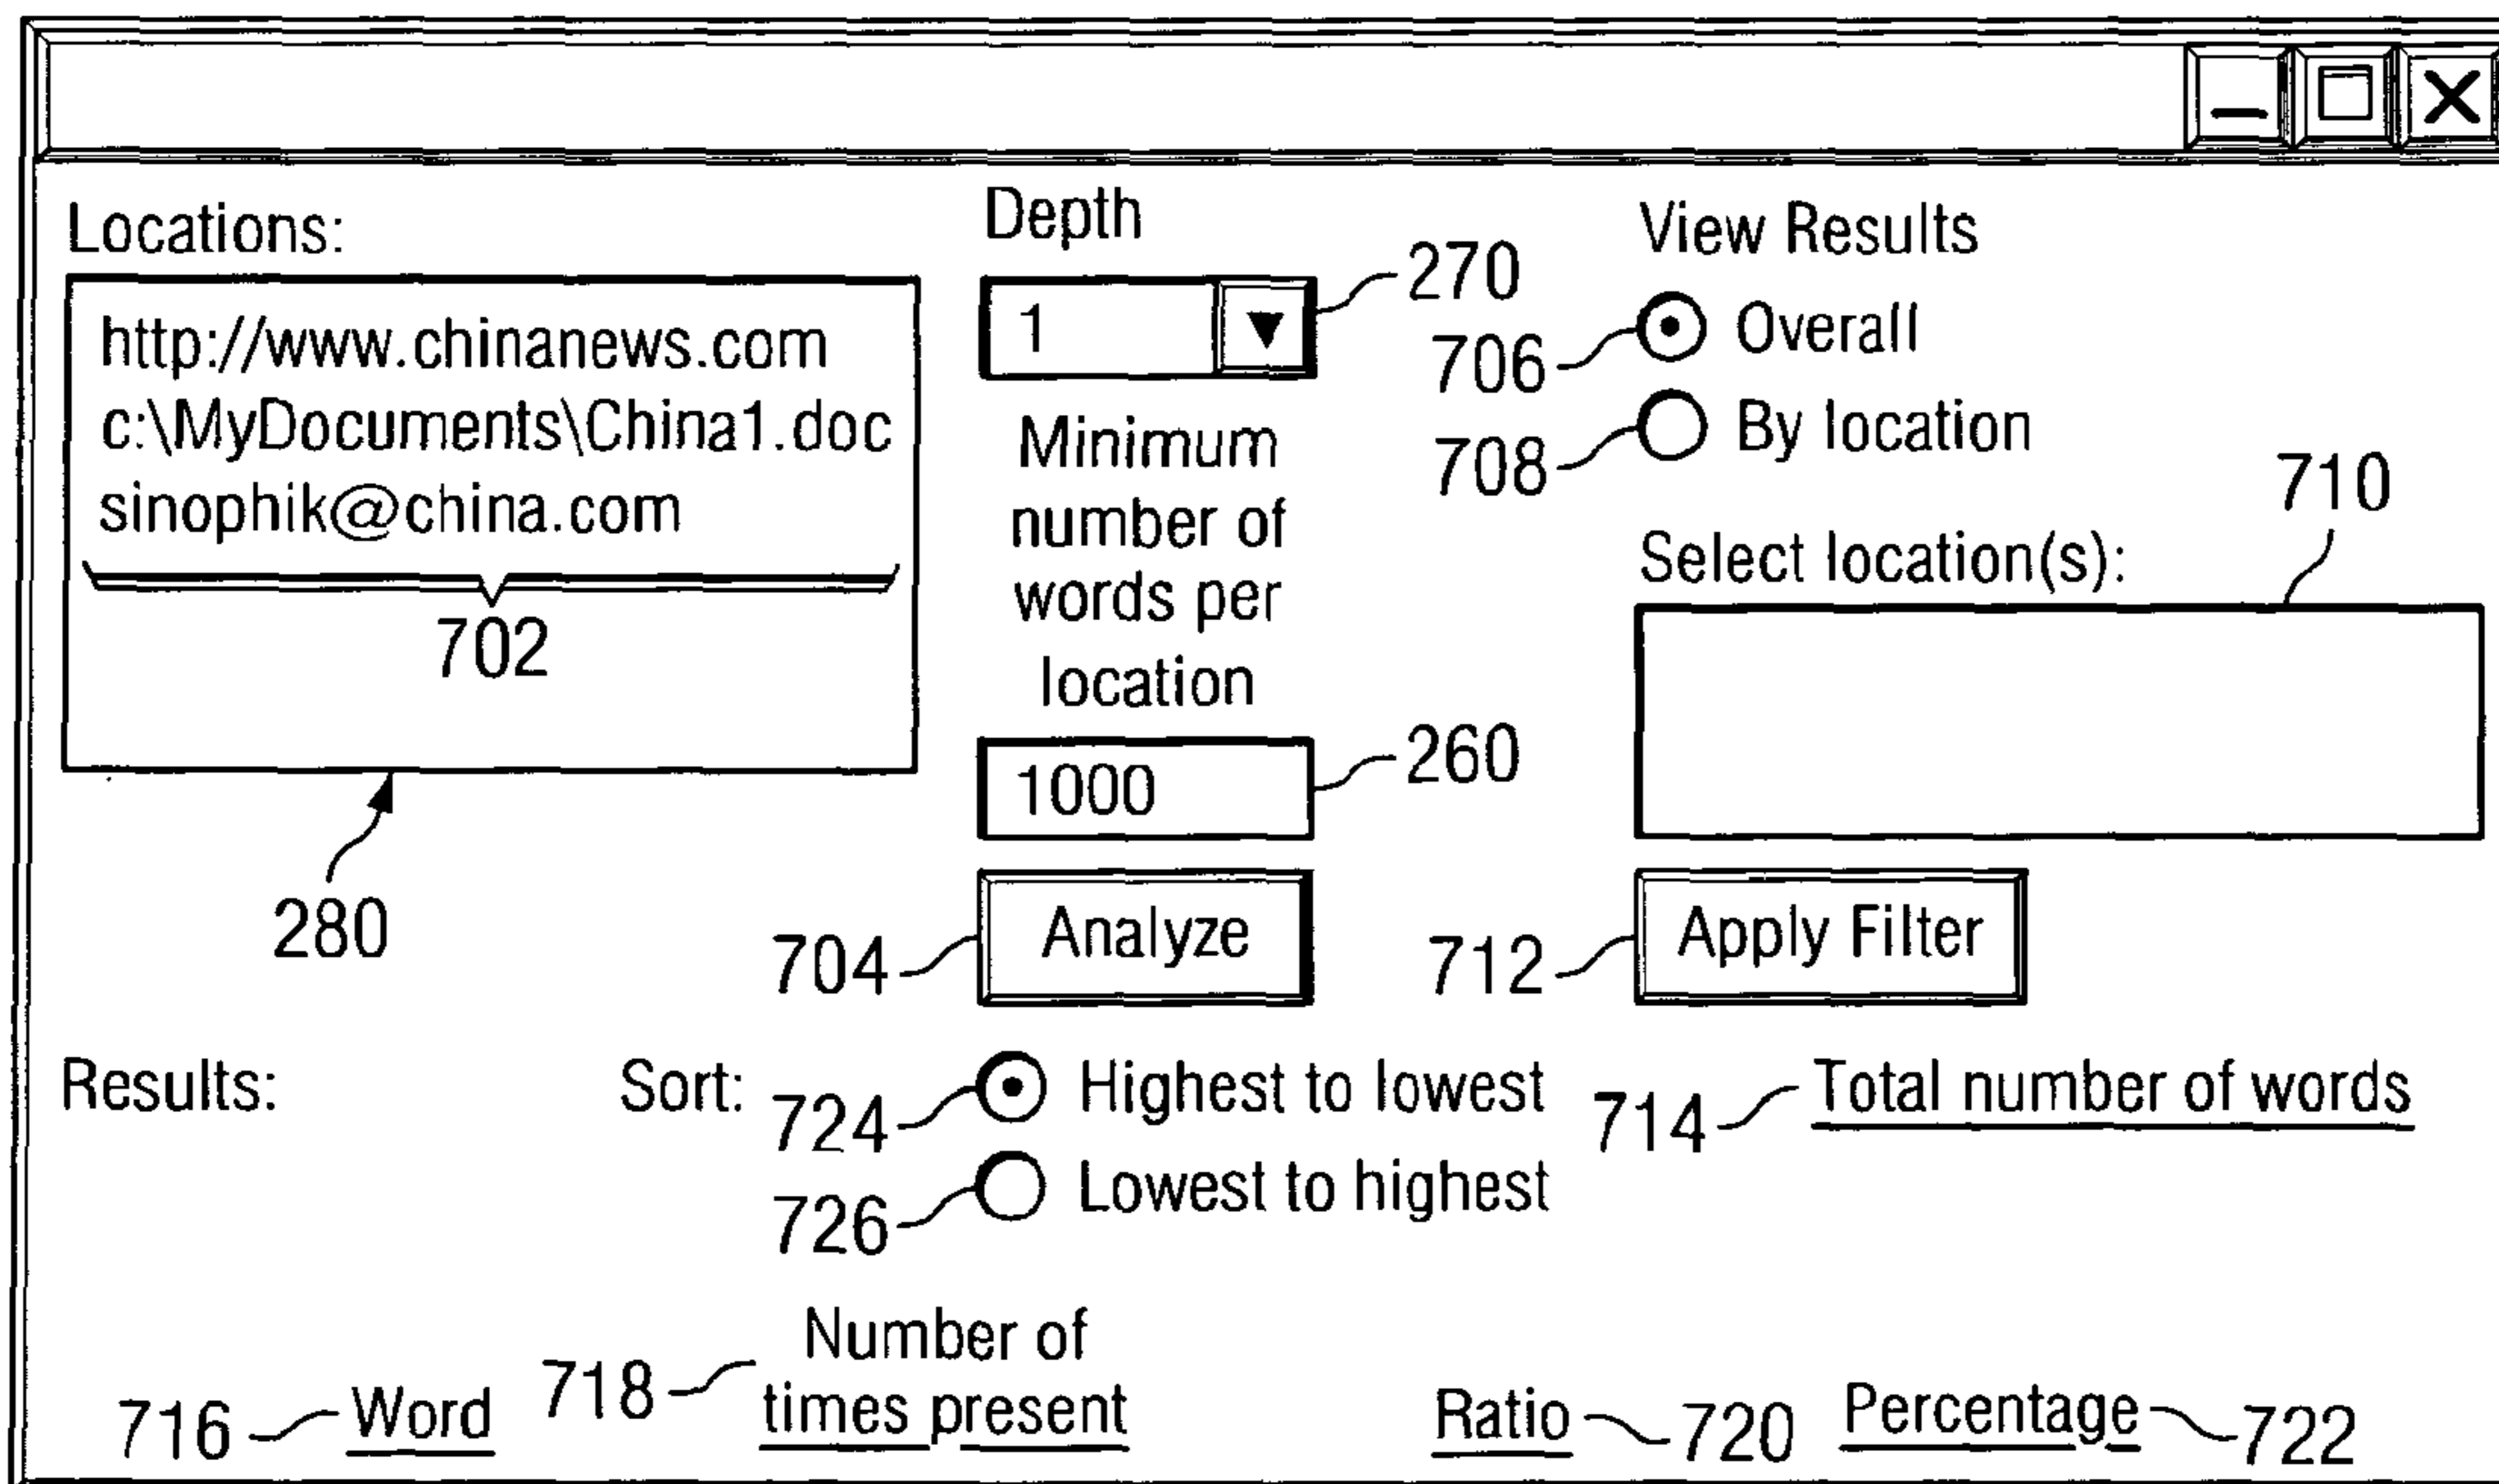 Locations:
http://www.chinanews.com
c:\MyDocuments\China1.doc
sinophik@china.com
702
280
Depth
1
270
Minimum
number of
words per
location
1000
260
704
Analyze
View Results
706
Overall
708
By location
710
Select location(s):
712
Apply Filter
Results:
Sort:
724
Highest to lowest
726
Lowest to highest
714
Total number of words
716
Word
718
Number of
times present
Ratio
720
Percentage
722